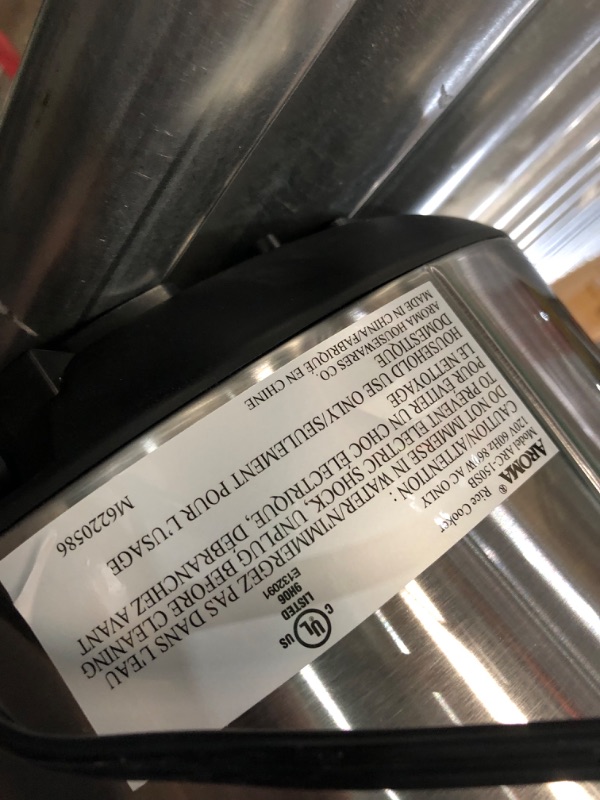 AROMA® Rice Cooker
Model ARC-150SB
120V 60Hz 860W AC ONLY
CAUTION/ATTENTION :
DO NOT IMMERSE IN WATER/N'IMMERGEZ PAS DANS L'EAU
TO PREVENT ELECTRIC SHOCK, UNPLUG BEFORE CLEANING
POUR ÉVITER UN CHOC ÉLECTRIQUE, DÉBRANCHEZ AVANT
LE NETTOYAGE
HOUSEHOLD USE ONLY/SEULEMENT POUR L'USAGE
DOMESTIQUE
AROMA HOUSEWARES CO.
MADE IN CHINA/FABRIQUÉ EN CHINE
M6220586
C UL US
LISTED
9H06
E132091